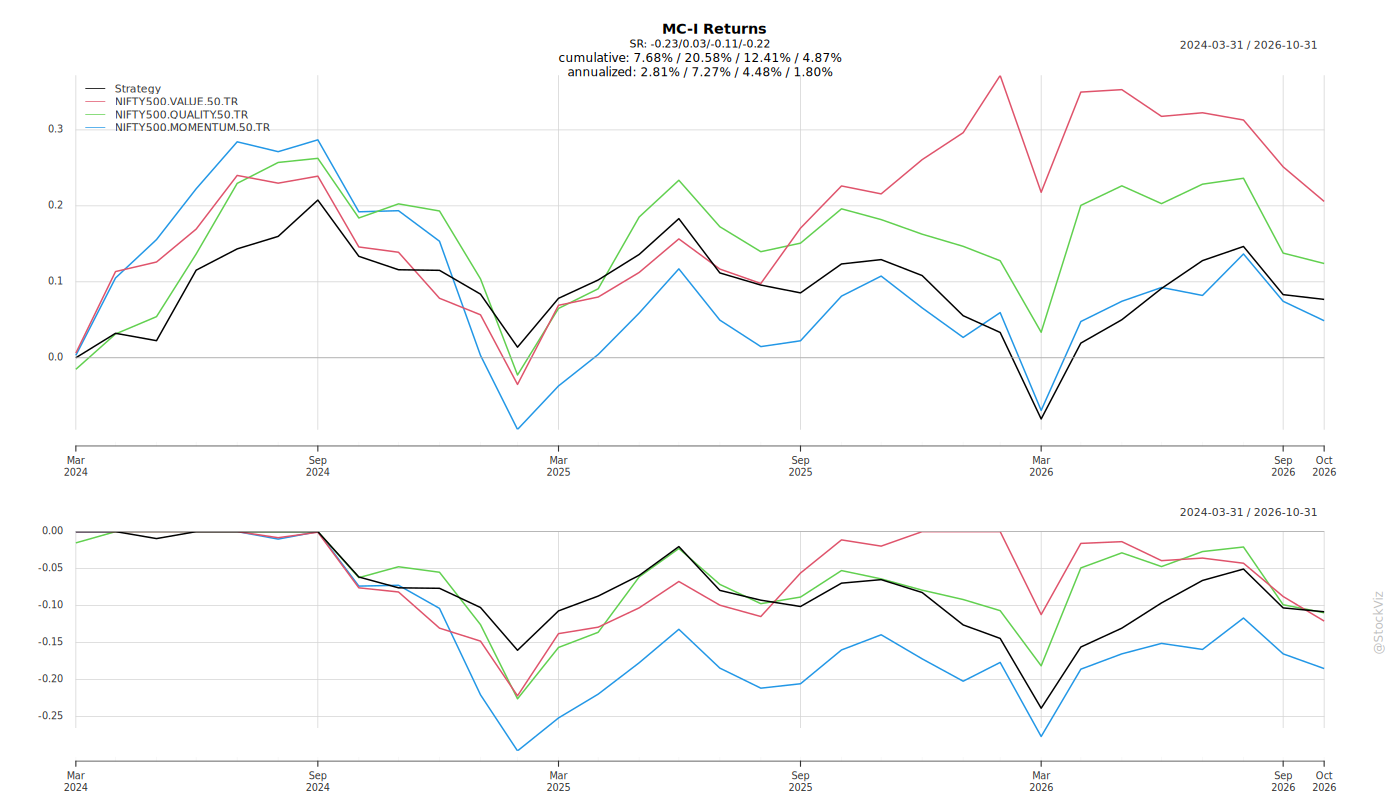 MC-I Returns
SR: -0.23/0.03/-0.11/-0.22
cumulative: 7.68% / 20.58% / 12.41% / 4.87%
annualized: 2.81% / 7.27% / 4.48% / 1.80%
2024-03-31 / 2026-10-31
Strategy
NIFTY500.VALUE.50.TR
NIFTY500.QUALITY.50.TR
NIFTY500.MOMENTUM.50.TR
0.3
0.2
0.1
0.0
Mar Sep Mar Sep Mar Sep Oct
2024 2024 2025 2025 2026 2026 2026
2024-03-31 / 2026-10-31
0.00
-0.05
-0.10
-0.15
-0.20
-0.25
Mar Sep Mar Sep Mar Sep Oct
2024 2024 2025 2025 2026 2026 2026
@StockViz